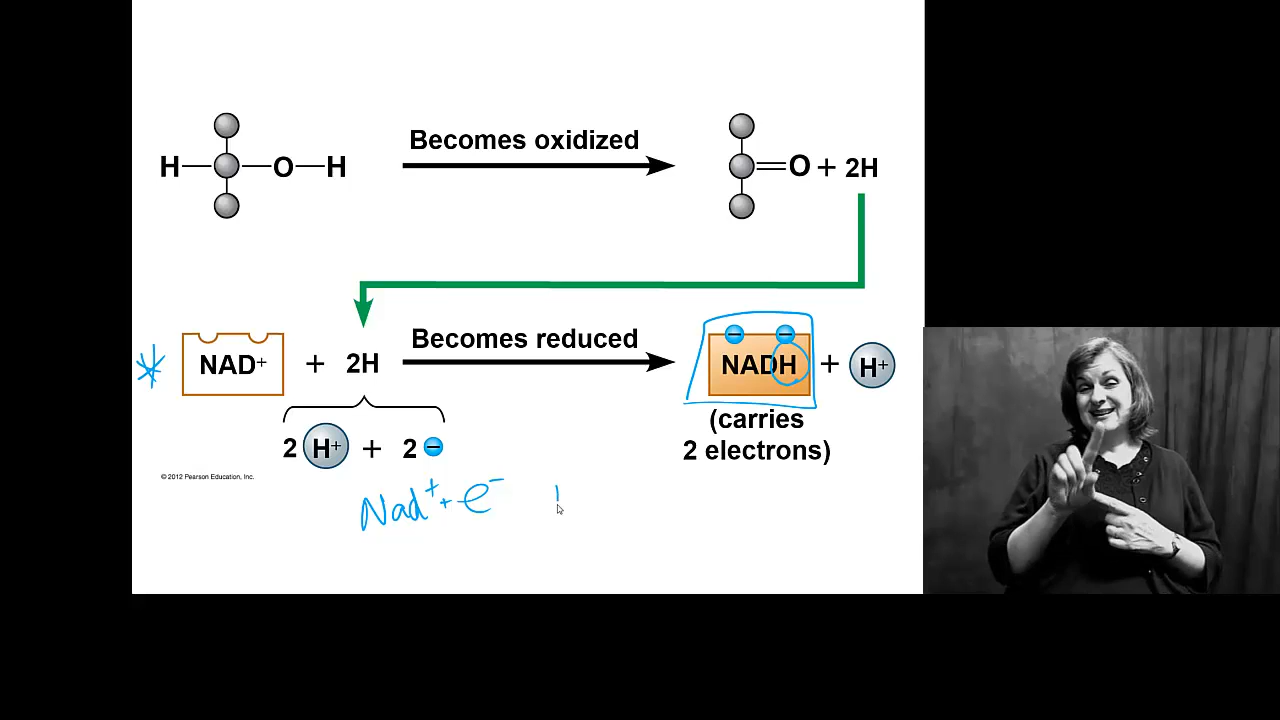 Becomes oxidized
H O H
O + 2H
NAD+ + 2H
Becomes reduced
NADH + H+
(carries
2 electrons)
2 H+ + 2 −
© 2012 Pearson Education, Inc.
Nad+ + e−